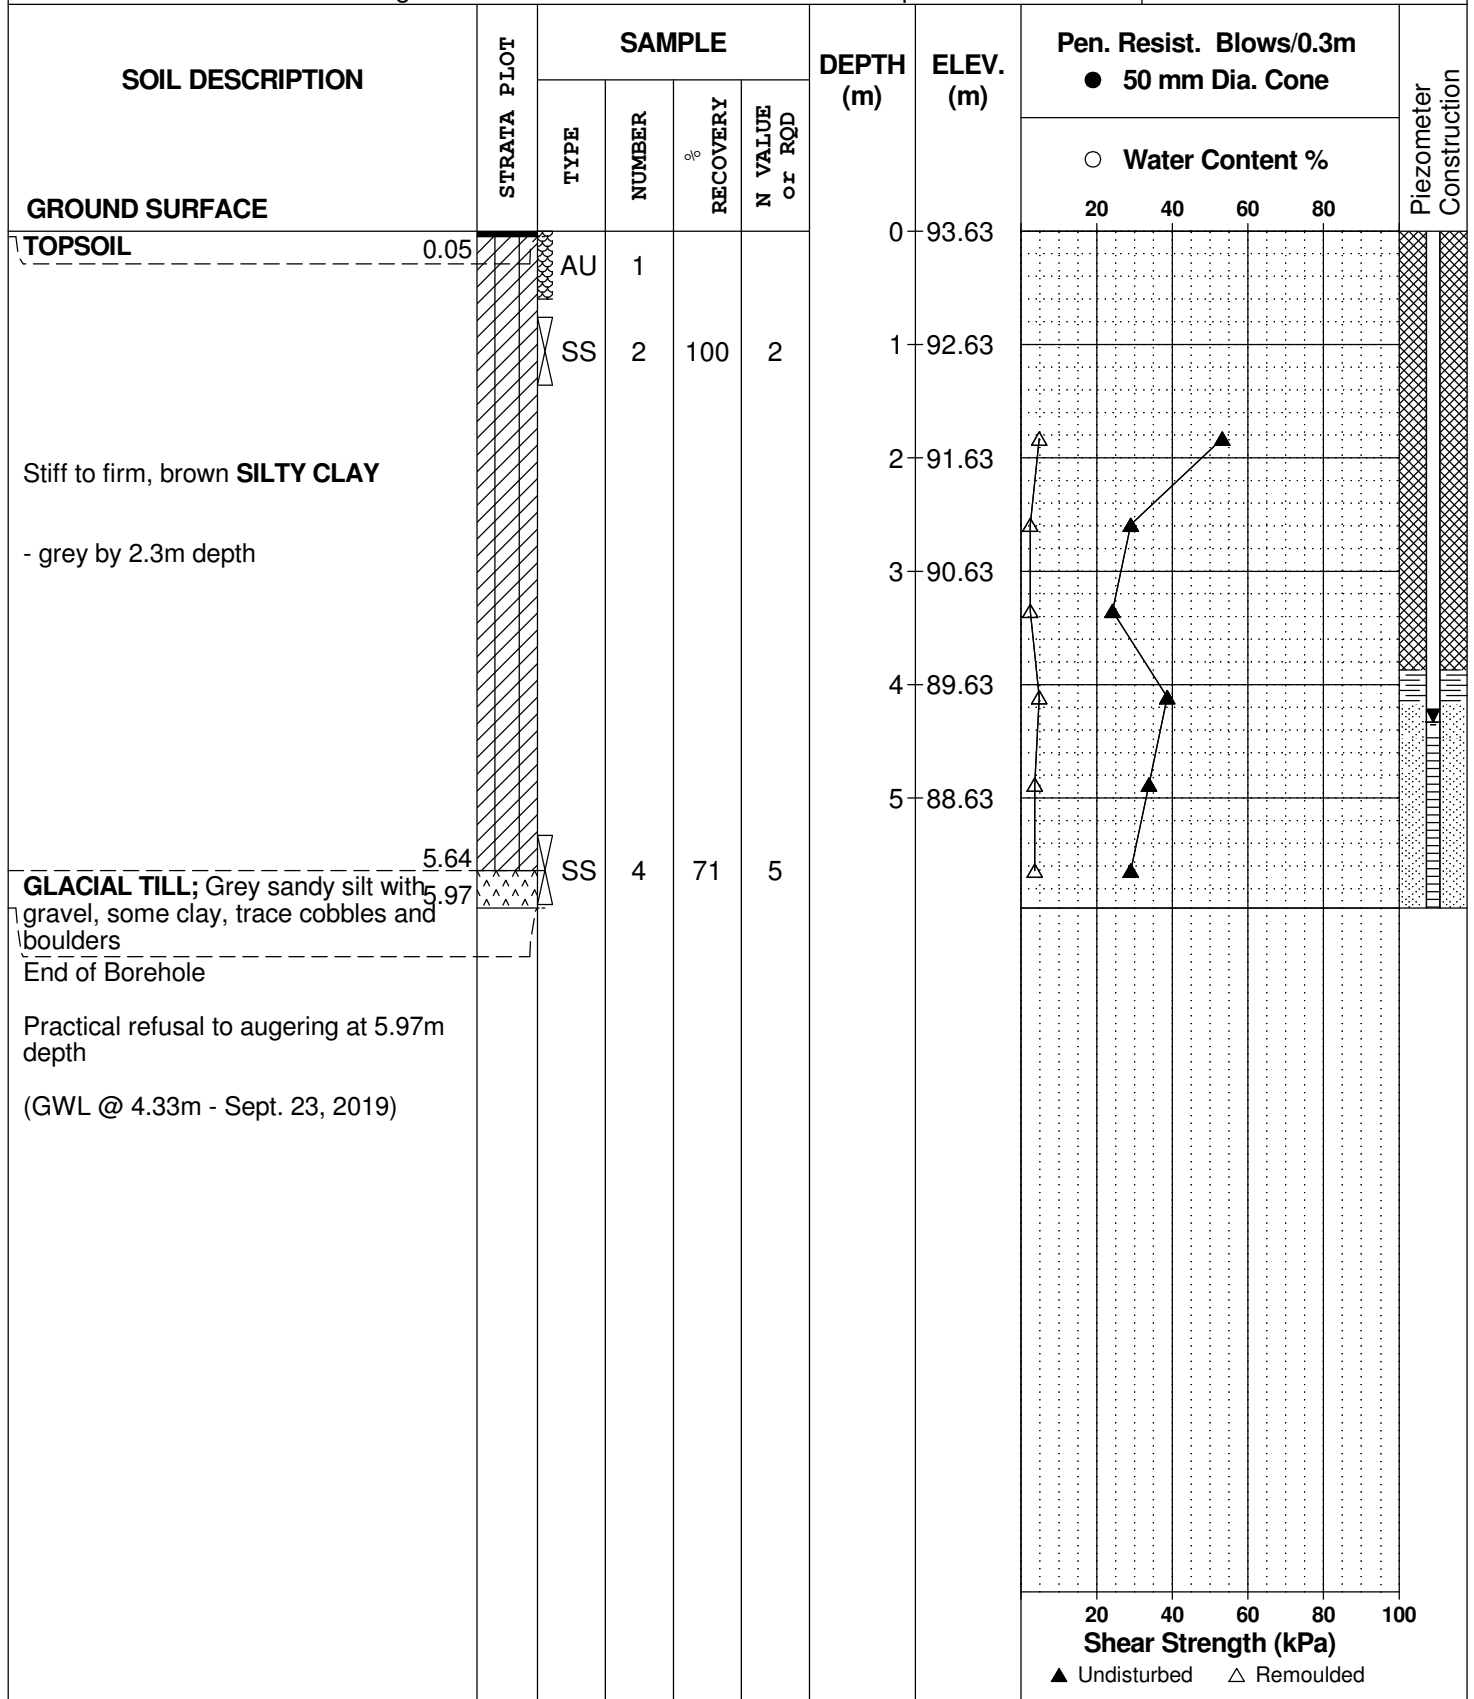 SOIL DESCRIPTION
GROUND SURFACE
STRATA PLOT
SAMPLE
TYPE
NUMBER
%
RECOVERY
N VALUE
or RQD
DEPTH
(m)
ELEV.
(m)
Pen. Resist. Blows/0.3m
● 50 mm Dia. Cone
○ Water Content %
20 40 60 80
Piezometer
Construction
TOPSOIL 0.05
AU 1
0 93.63
SS 2 100 2
1 92.63
2 91.63
Stiff to firm, brown SILTY CLAY
- grey by 2.3m depth
3 90.63
4 89.63
5 88.63
5.64
SS 4 71 5
GLACIAL TILL; Grey sandy silt with
5.97
gravel, some clay, trace cobbles and
boulders
End of Borehole
Practical refusal to augering at 5.97m
depth
(GWL @ 4.33m - Sept. 23, 2019)
20 40 60 80 100
Shear Strength (kPa)
▲ Undisturbed △ Remoulded